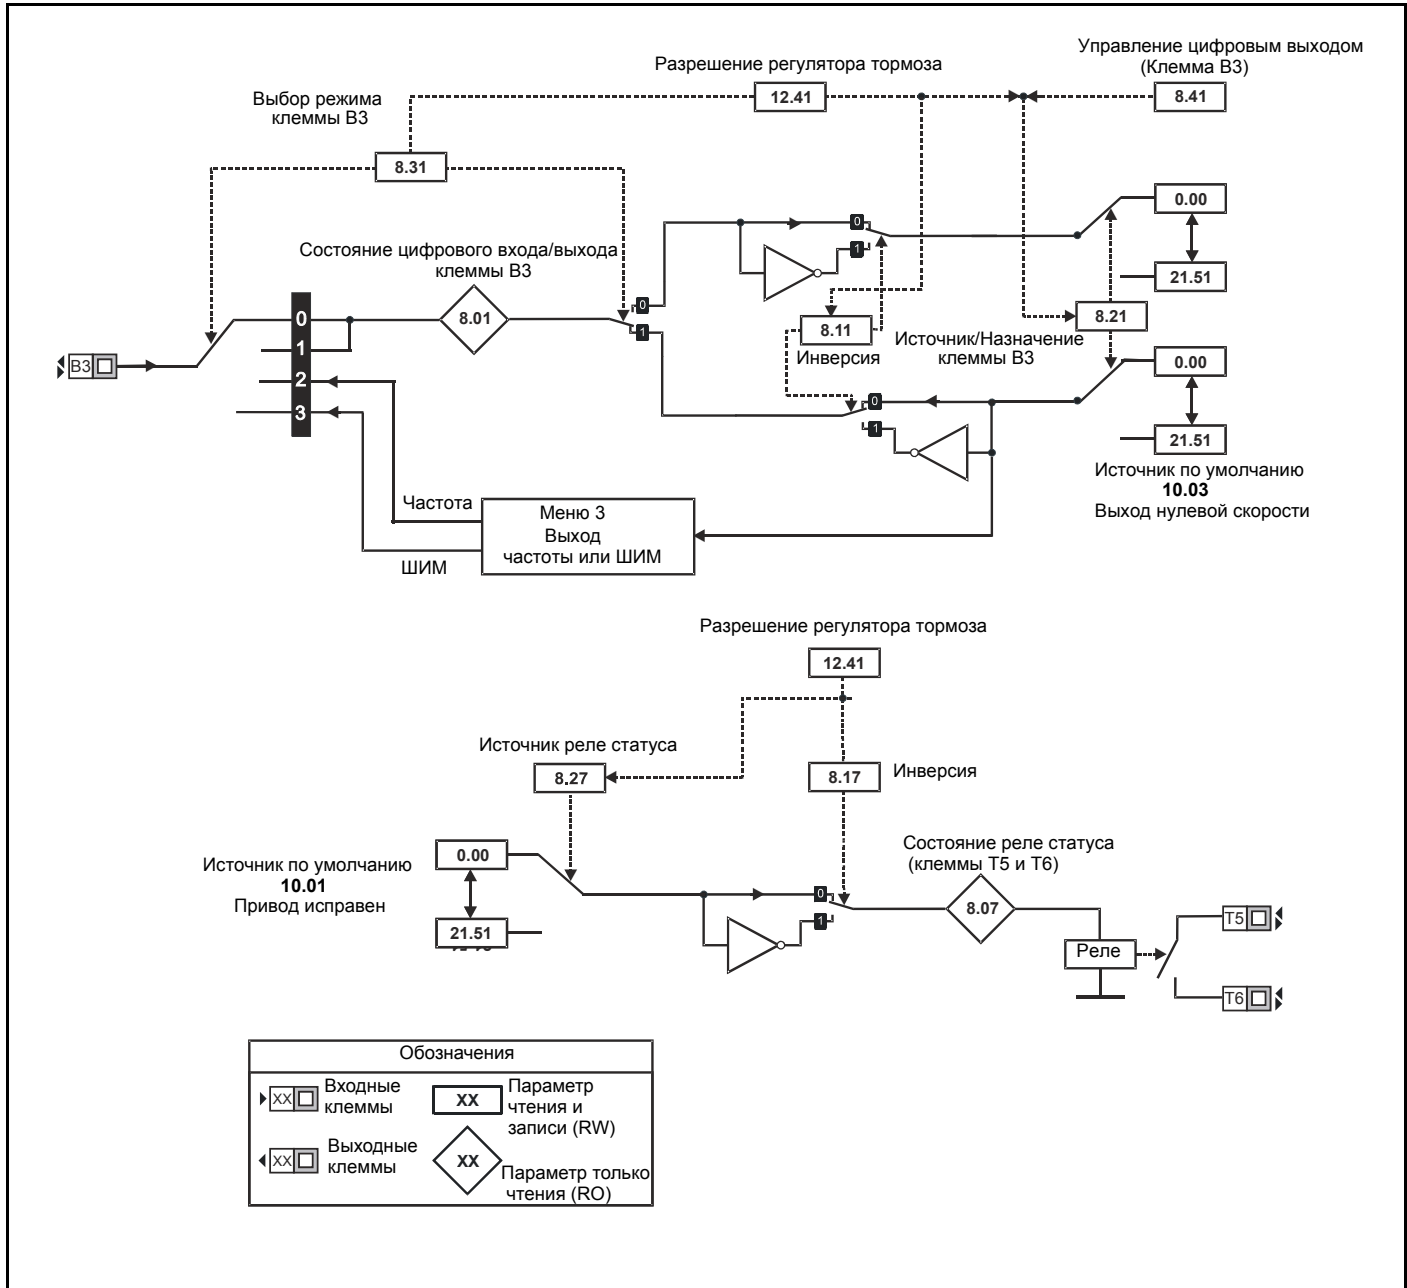 Управление цифровым выходом
(Клемма B3)
Разрешение регулятора тормоза
12.41
8.41
Выбор режима
клеммы B3
8.31
0.00
21.51
Состояние цифрового входа/выхода
клеммы B3
8.01
0
1
0
1
8.11
Инверсия
8.21
Источник/Назначение
клеммы B3
B3
0
1
2
3
0
1
0.00
21.51
Источник по умолчанию
10.03
Выход нулевой скорости
Частота
ШИМ
Меню 3
Выход
частоты или ШИМ
Разрешение регулятора тормоза
12.41
Источник реле статуса
8.27
8.17
Инверсия
Источник по умолчанию
10.01
Привод исправен
0.00
21.51
0
1
Состояние реле статуса
(клеммы T5 и T6)
8.07
Реле
T5
T6
Обозначения
XX
Входные
клеммы
XX
Параметр
чтения и
записи (RW)
XX
Выходные
клеммы
XX
Параметр только
чтения (RO)